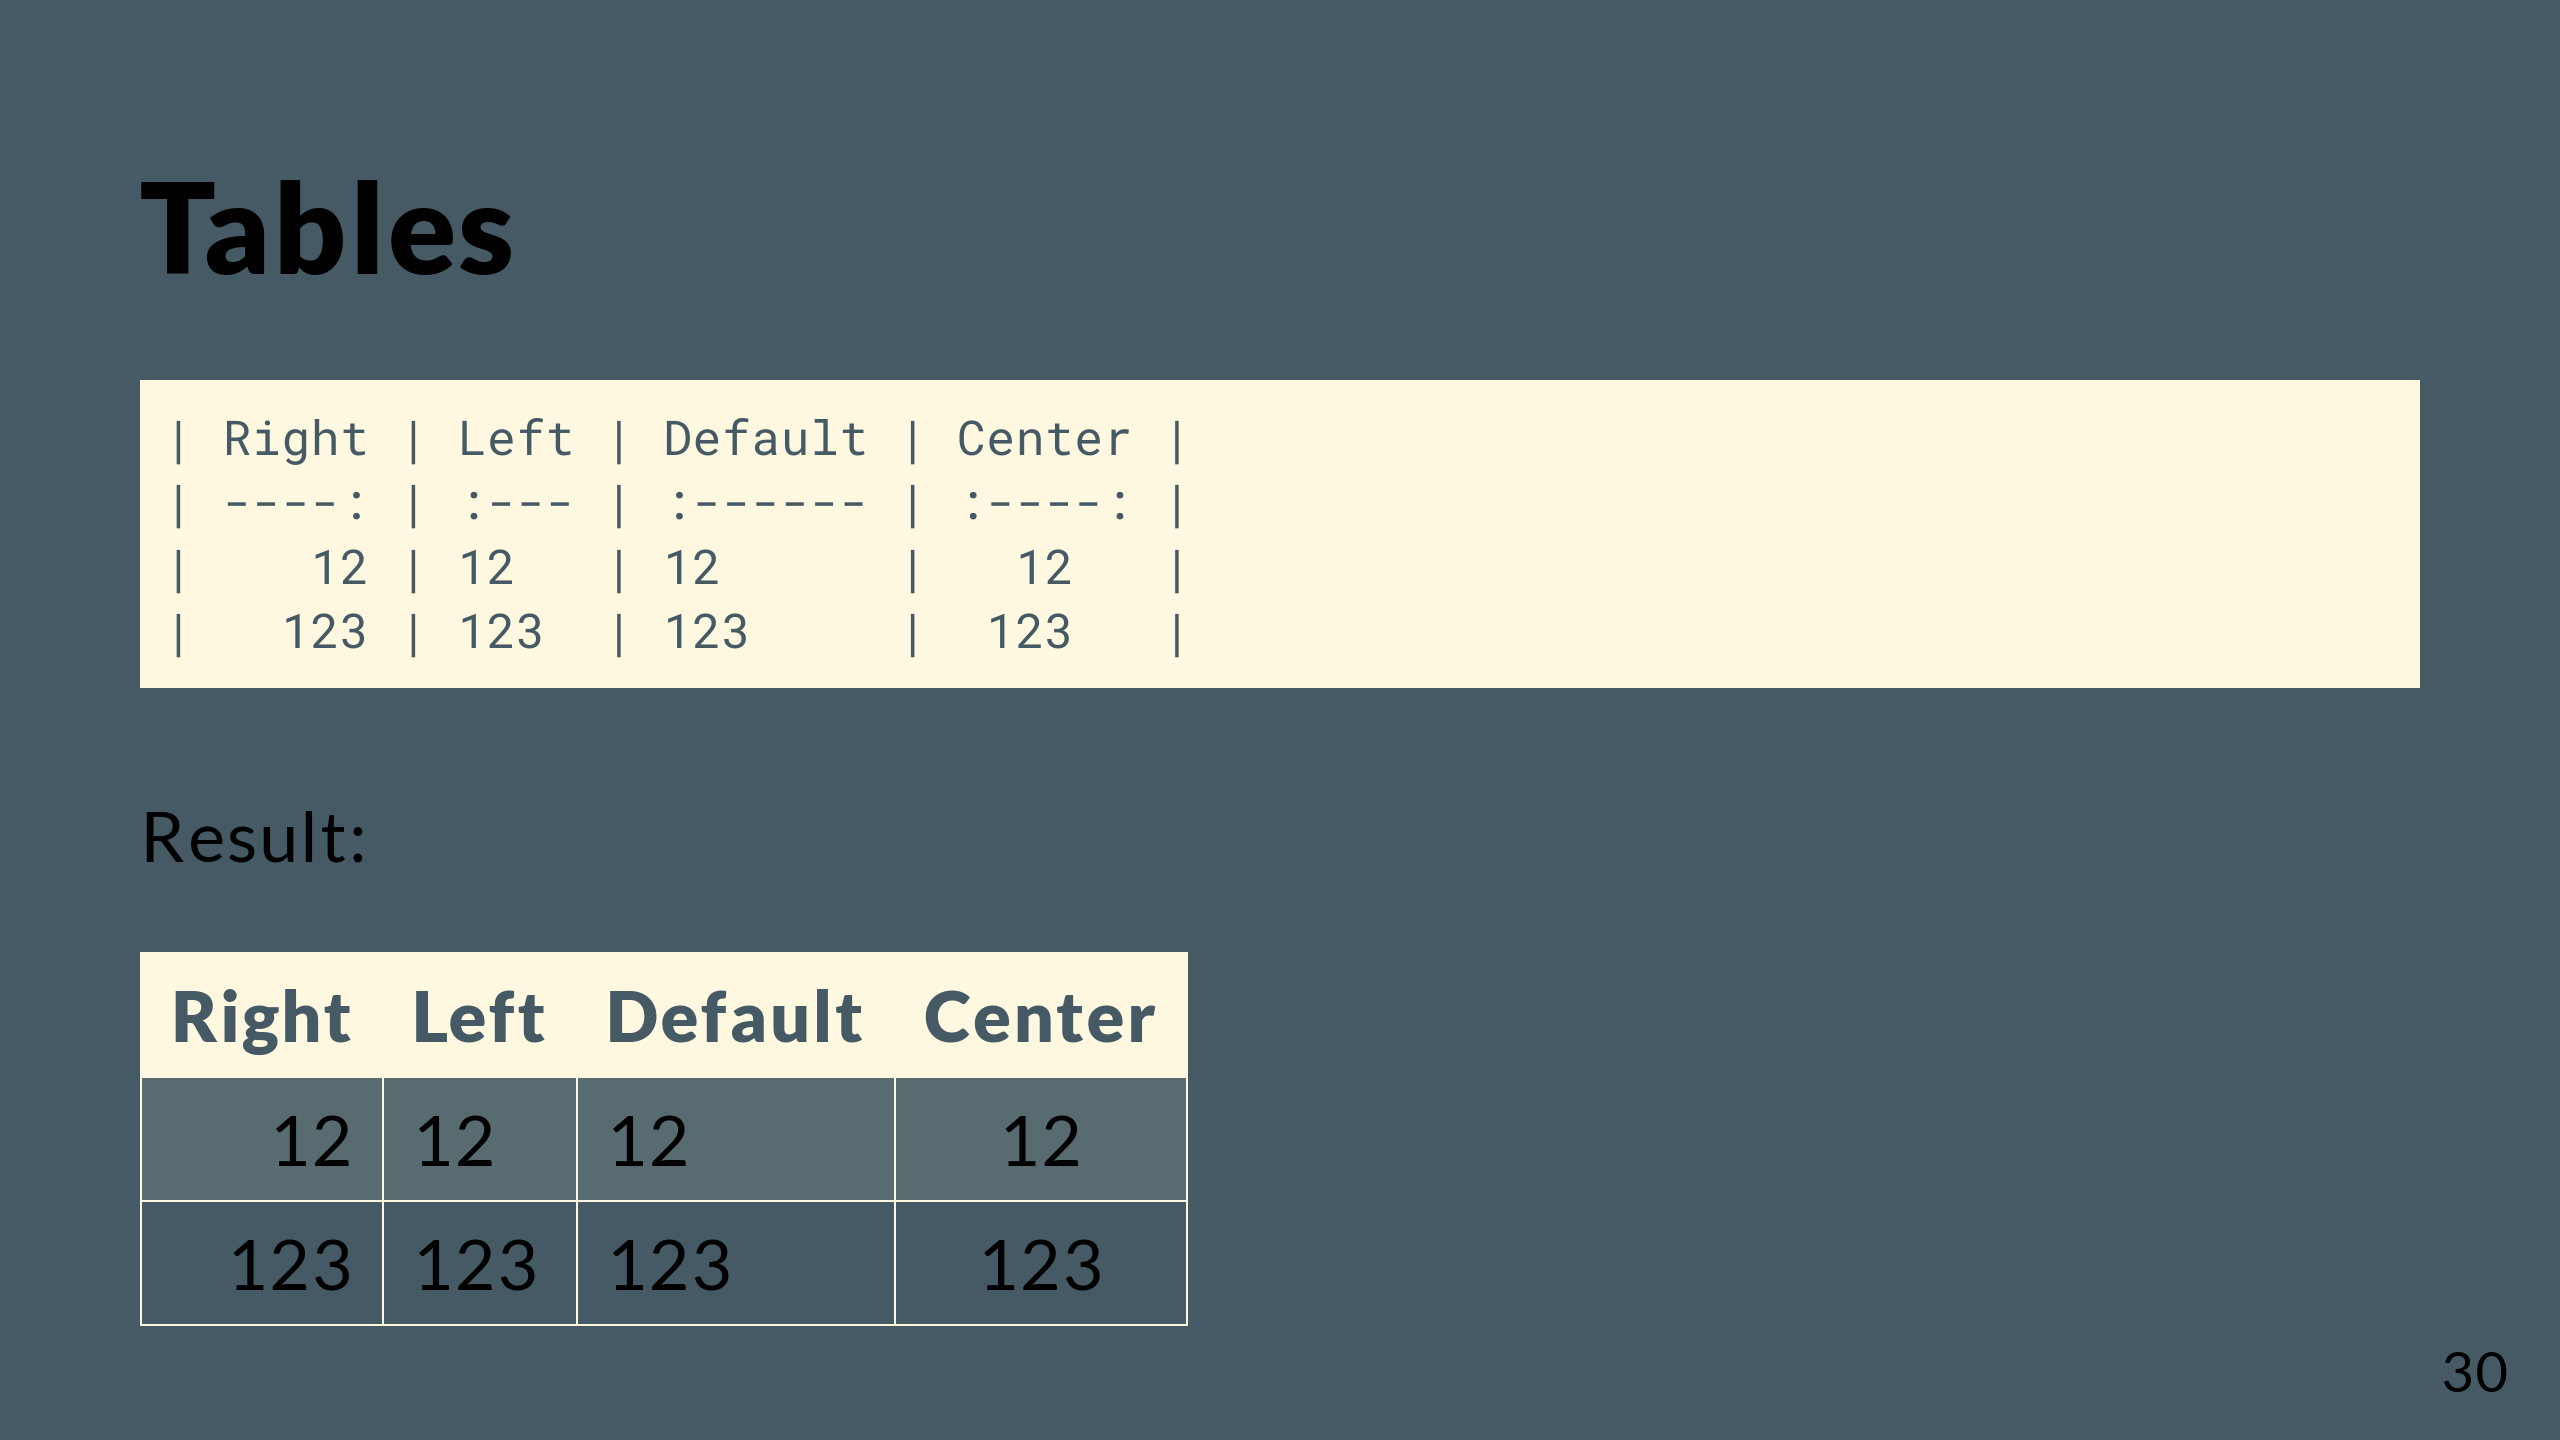 Tables
| Right | Left | Default | Center |
| ----: | :--- | :------ | :----: |
|    12 | 12   | 12      |   12   |
|   123 | 123  | 123     |  123   |
Result:
Right Left Default Center
12 12 12 12
123 123 123 123
30